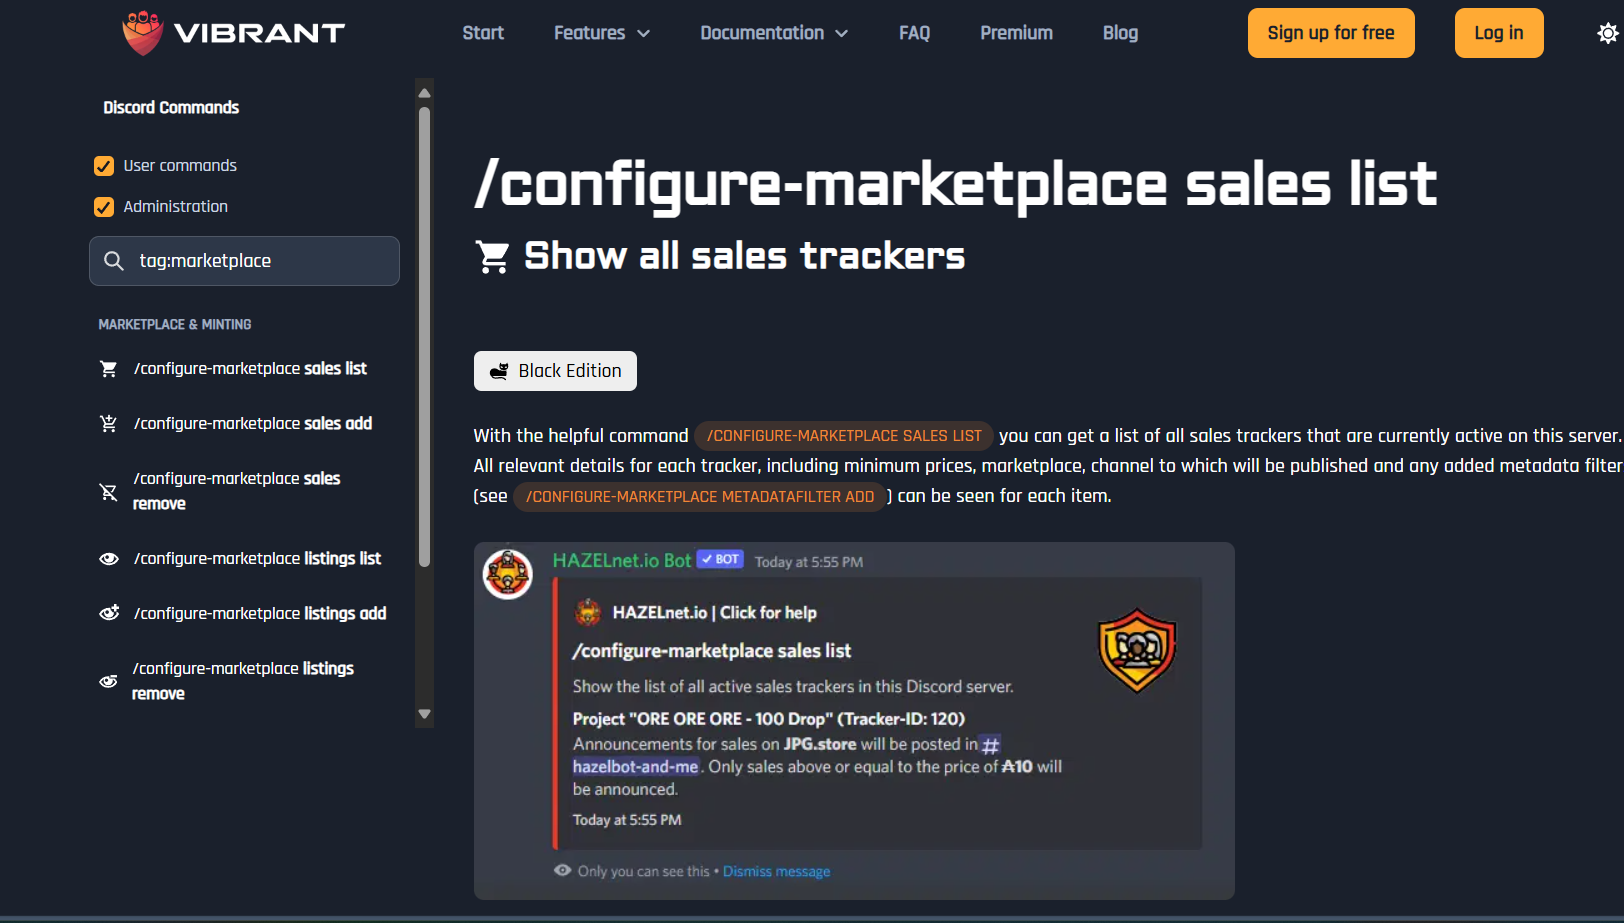 VIBRANT
Start
Features
Documentation
FAQ
Premium
Blog
Sign up for free
Log in
Discord Commands
User commands
Administration
tag:marketplace
MARKETPLACE & MINTING
/configure-marketplace sales list
/configure-marketplace sales add
/configure-marketplace sales
remove
/configure-marketplace listings list
/configure-marketplace listings add
/configure-marketplace listings
remove
/configure-marketplace sales list
Show all sales trackers
Black Edition
With the helpful command /CONFIGURE-MARKETPLACE SALES LIST you can get a list of all sales trackers that are currently active on this server.
All relevant details for each tracker, including minimum prices, marketplace, channel to which will be published and any added metadata filter
(see /CONFIGURE-MARKETPLACE METADATAFILTER ADD ) can be seen for each item.
HAZELnet.io Bot ✓ BOT Today at 5:55 PM
HAZELnet.io | Click for help
/configure-marketplace sales list
Show the list of all active sales trackers in this Discord server.
Project "ORE ORE ORE - 100 Drop" (Tracker-ID: 120)
Announcements for sales on JPG.store will be posted in #
hazelbot-and-me. Only sales above or equal to the price of ₳10 will
be announced.
Today at 5:55 PM
Only you can see this • Dismiss message